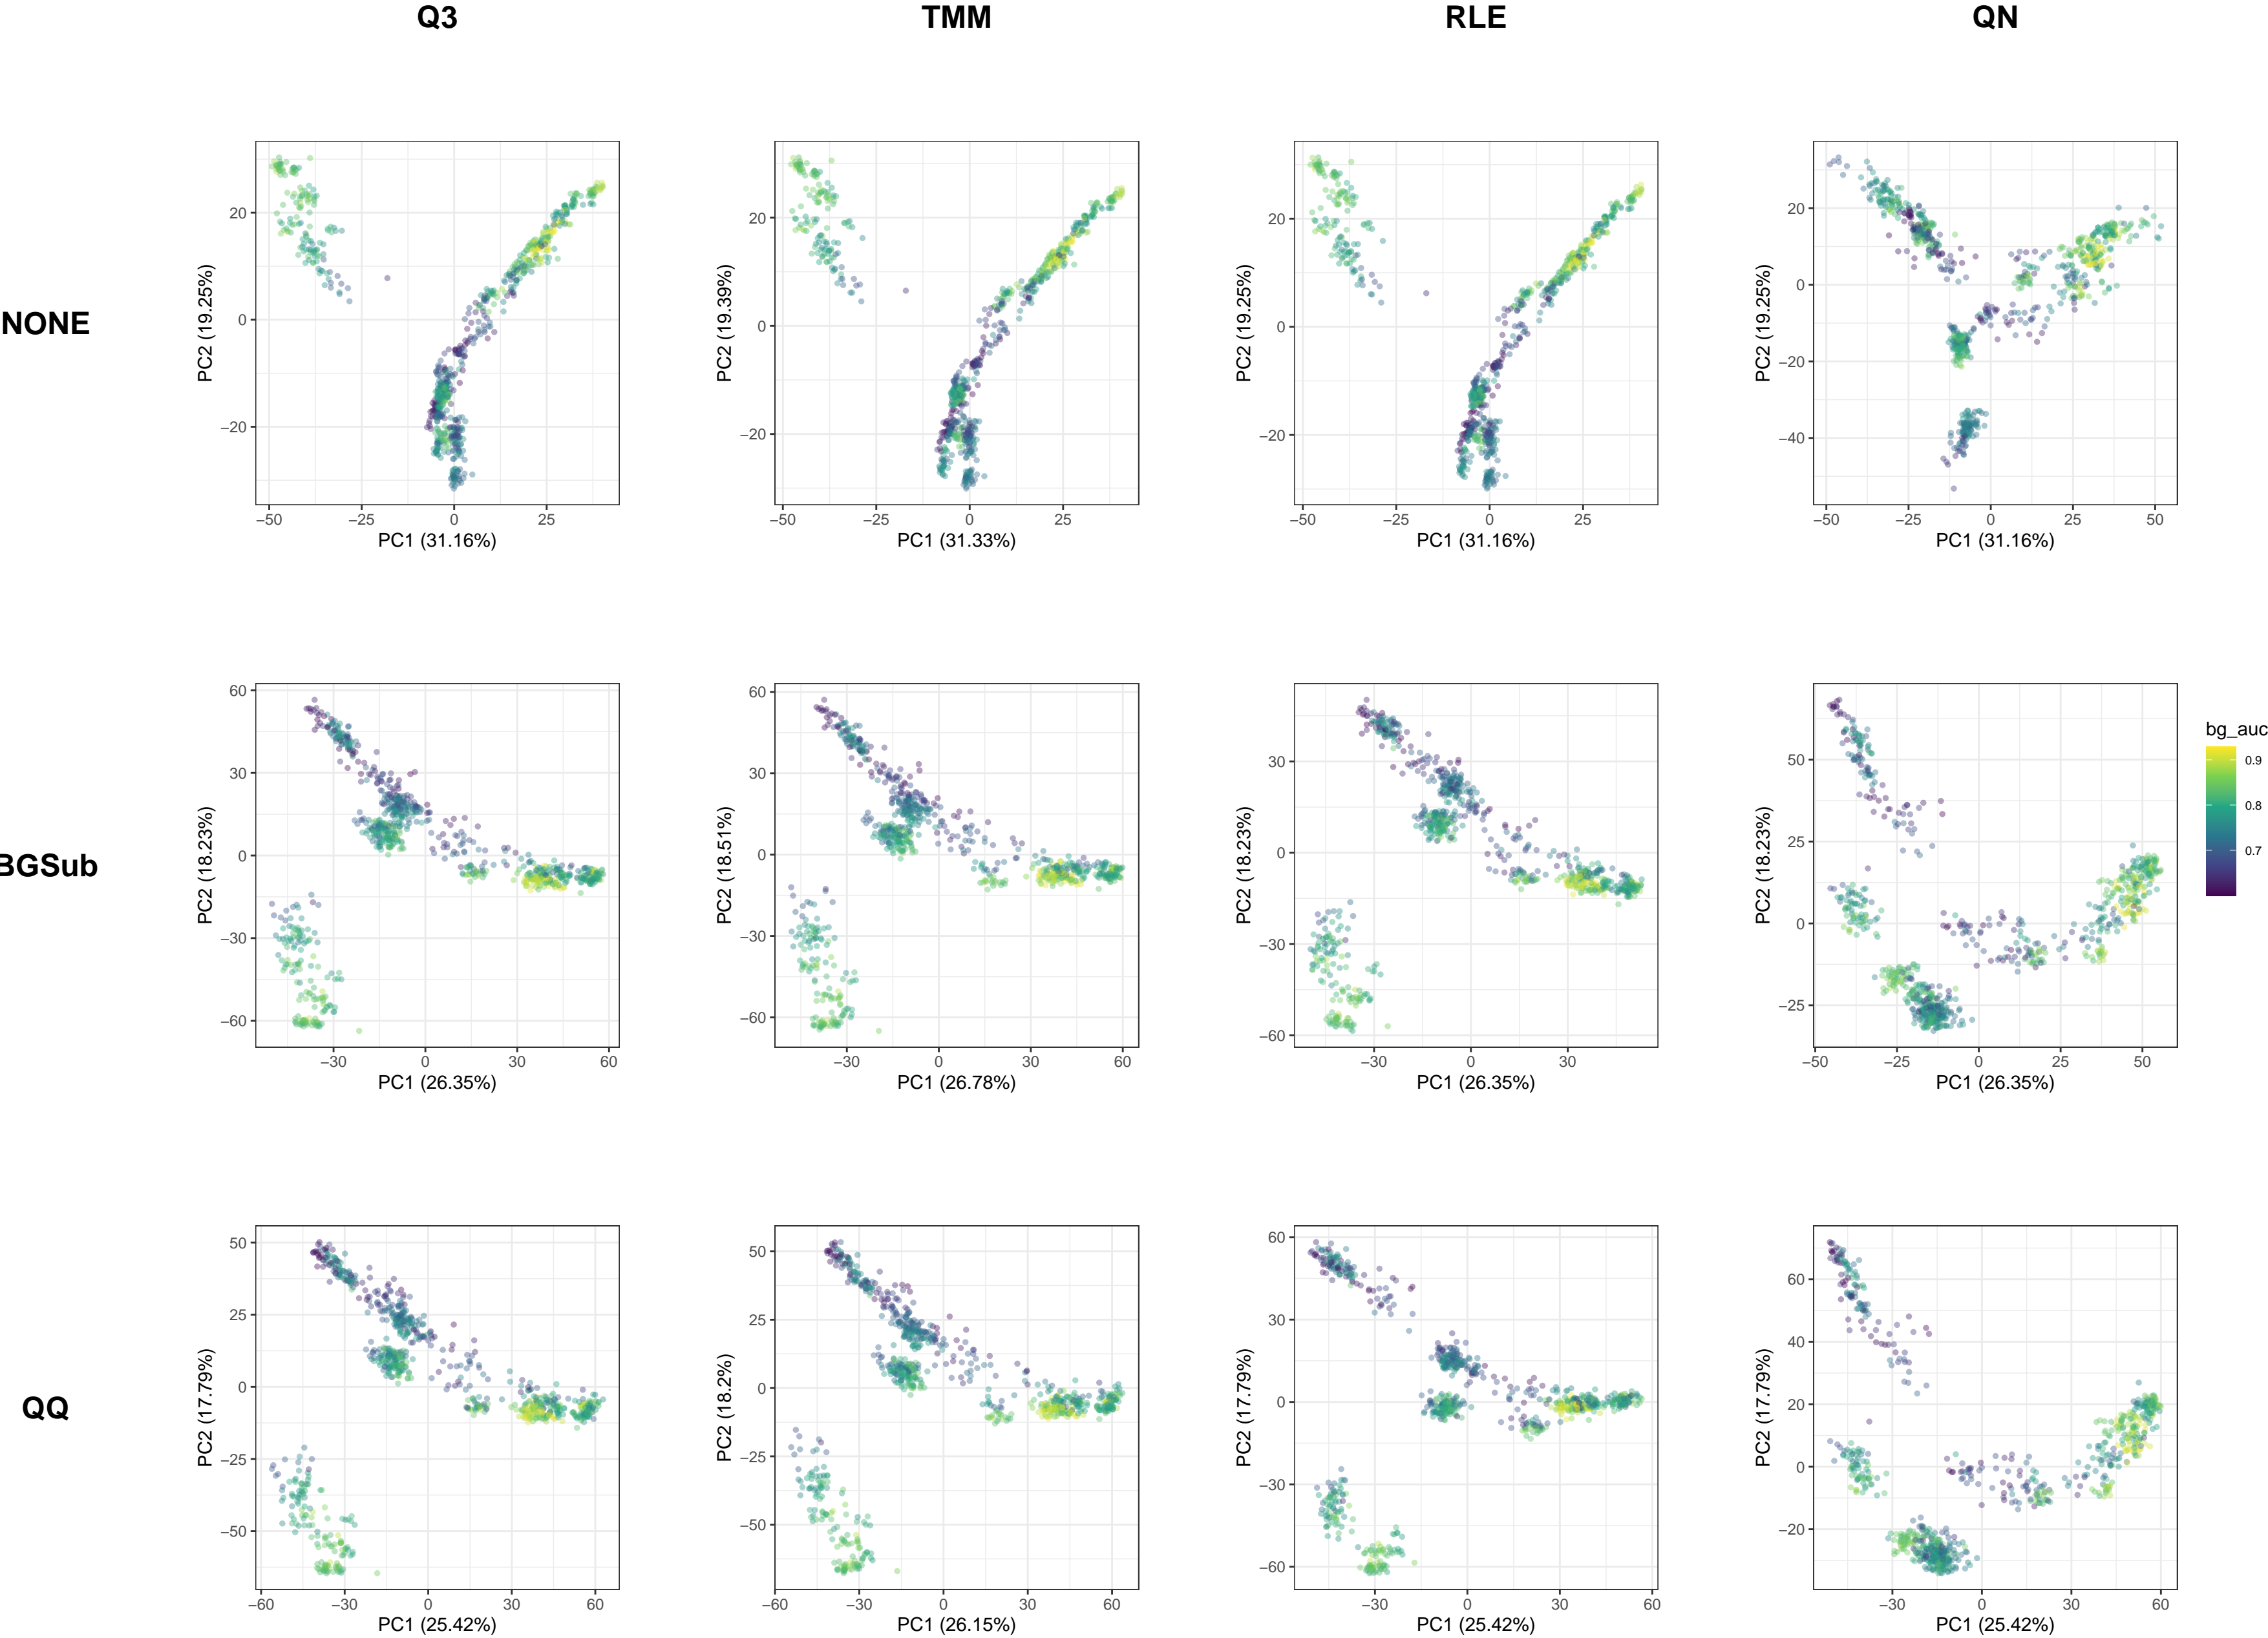 Q3 TMM RLE QN
NONE
20
0
−20
−50 −25 0 25
PC1 (31.16%)
PC2 (19.25%)
20
0
−20
−50 −25 0 25
PC1 (31.33%)
PC2 (19.39%)
20
0
−20
−50 −25 0 25
PC1 (31.16%)
PC2 (19.25%)
20
0
−20
−40
−50 −25 0 25 50
PC1 (31.16%)
PC2 (19.25%)
BGSub
60
30
0
−30
−60
−30 0 30 60
PC1 (26.35%)
PC2 (18.23%)
60
30
0
−30
−60
−30 0 30 60
PC1 (26.78%)
PC2 (18.51%)
30
0
−30
−60
−30 0 30
PC1 (26.35%)
PC2 (18.23%)
50
25
0
−25
−50 −25 0 25 50
PC1 (26.35%)
PC2 (18.23%)
bg_auc
0.9
0.8
0.7
QQ
50
25
0
−25
−50
−60 −30 0 30 60
PC1 (25.42%)
PC2 (17.79%)
50
25
0
−25
−50
−60 −30 0 30 60
PC1 (26.15%)
PC2 (18.2%)
60
30
0
−30
−60
−30 0 30 60
PC1 (25.42%)
PC2 (17.79%)
60
40
20
0
−20
−30 0 30 60
PC1 (25.42%)
PC2 (17.79%)